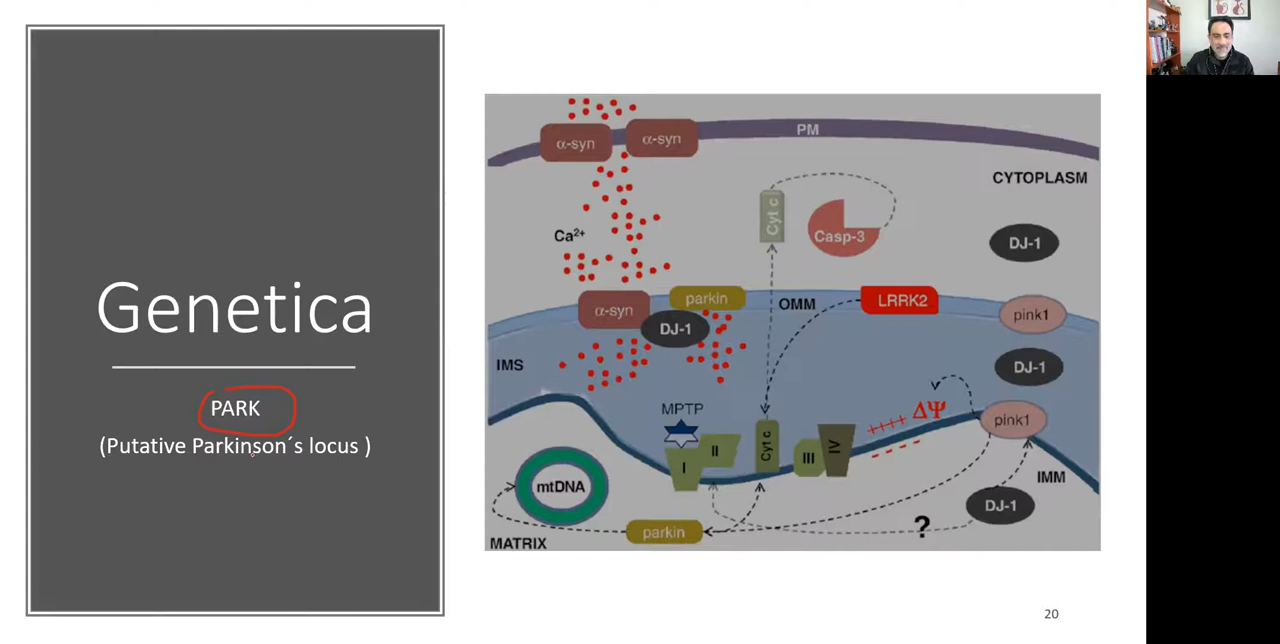 Genetica
PARK
(Putative Parkinson´s locus )
PM
α-syn
α-syn
CYTOPLASM
Cyt c
Casp-3
Ca²⁺
DJ-1
parkin
LRRK2
OMM
α-syn
DJ-1
pink1
IMS
DJ-1
MPTP
ΔΨ
pink1
I
II
Cyt c
III
IV
IMM
mtDNA
DJ-1
?
parkin
MATRIX
20